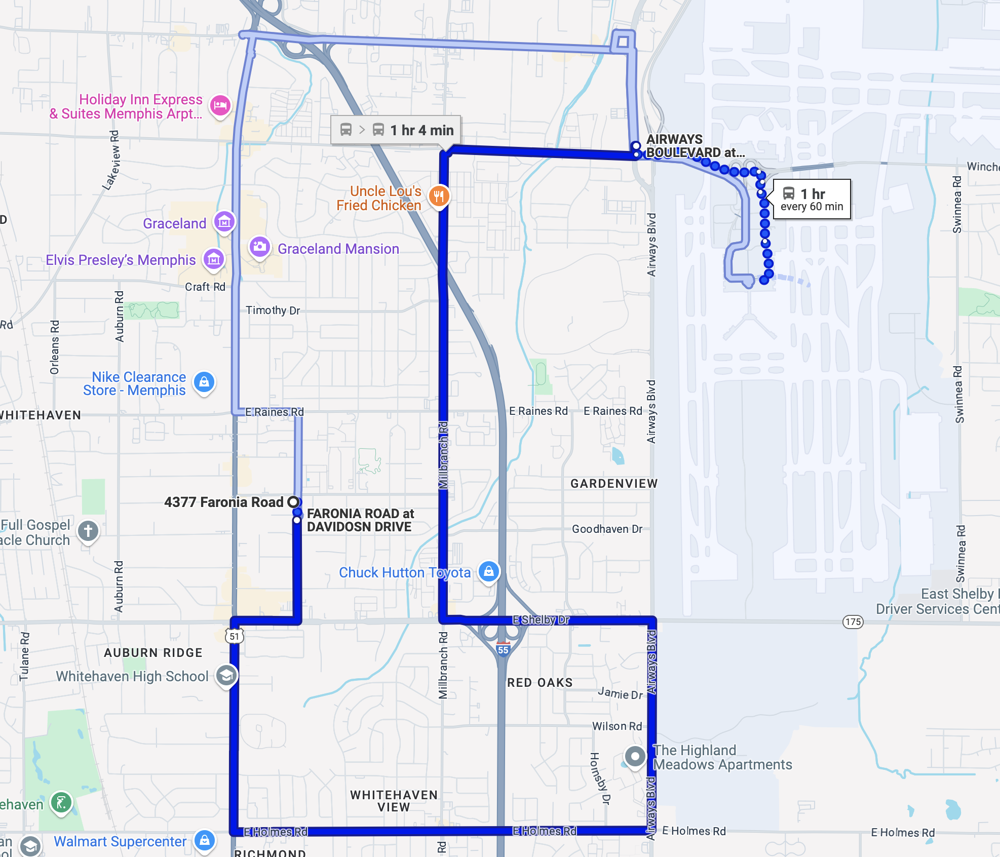 Holiday Inn Express
& Suites Memphis Arpt...
Lakeview Rd
1 hr 4 min
AIRWAYS
BOULEVARD at...
Winche
1 hr
every 60 min
Swinnea Rd
Uncle Lou's
Fried Chicken
D
Graceland
Graceland Mansion
Elvis Presley's Memphis
Airways Blvd
Craft Rd
Timothy Dr
Auburn Rd
Rd
Orleans Rd
Nike Clearance
Store - Memphis
Airways Blvd
Swinnea Rd
WHITEHAVEN
E Raines Rd
E Raines Rd
E Raines Rd
Millbranch Rd
GARDENVIEW
4377 Faronia Road
FARONIA ROAD at
DAVIDOSN DRIVE
Full Gospel
acle Church
Goodhaven Dr
Swinnea Rd
Auburn Rd
Chuck Hutton Toyota
East Shelby
Driver Services Cent
E Shelby Dr
175
51
55
Tulane Rd
AUBURN RIDGE
Millbranch Rd
Airways Blvd
Whitehaven High School
RED OAKS
Jamie Dr
Wilson Rd
The Highland
Meadows Apartments
Hornsby Dr
Airways Blvd
WHITEHAVEN
VIEW
ehaven
E Holmes Rd
E Holmes Rd
E Holmes Rd
E Holmes Rd
Walmart Supercenter
an
ol
Rd
RICHMOND